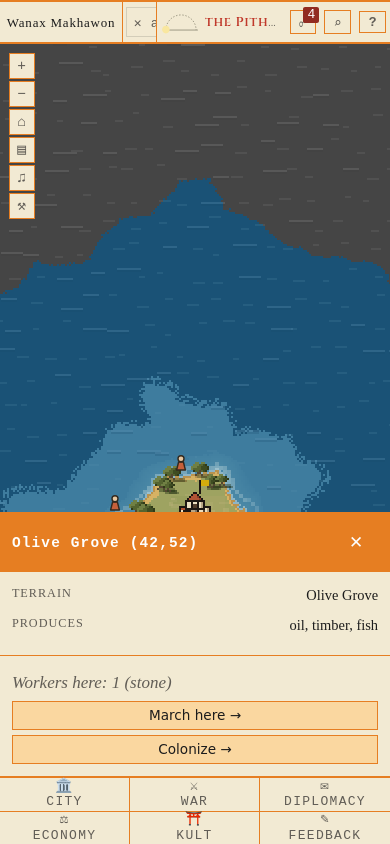 Wanax Makhawon
THE PITH…
4
?
Olive Grove (42,52)
TERRAIN
Olive Grove
PRODUCES
oil, timber, fish
Workers here: 1 (stone)
March here →
Colonize →
CITY
WAR
DIPLOMACY
ECONOMY
KULT
FEEDBACK